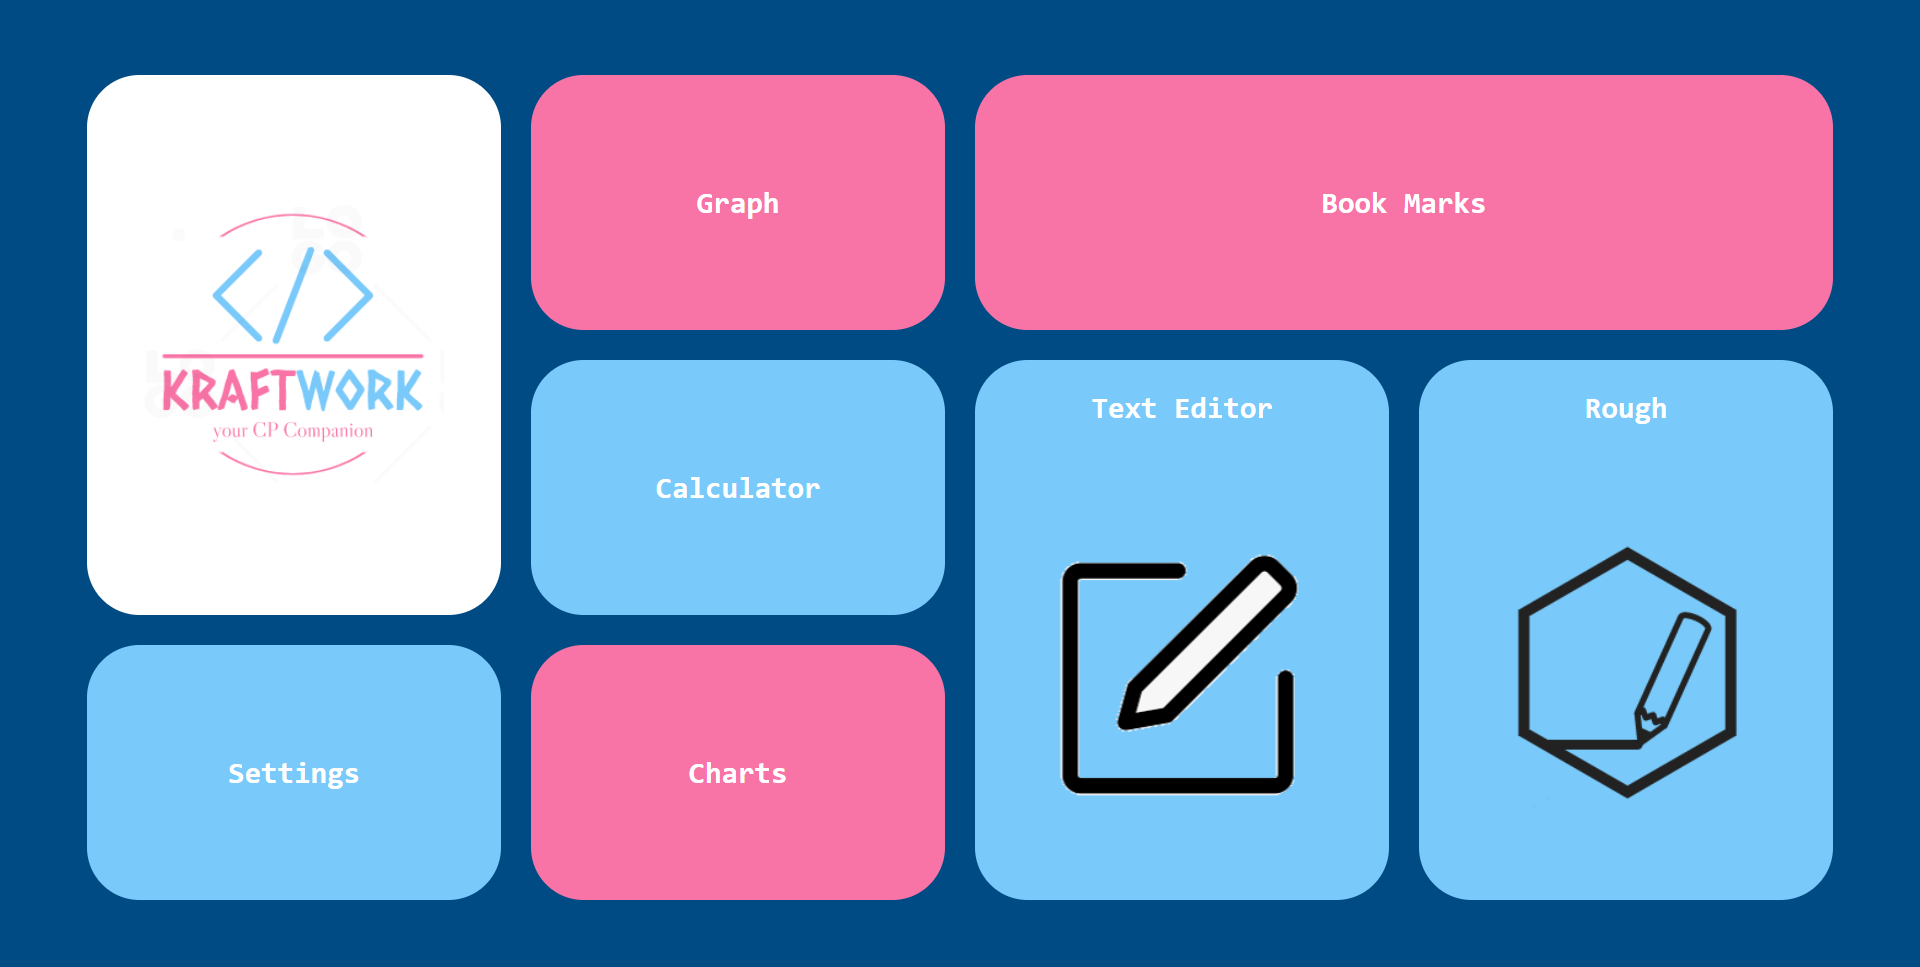 KRAFTWORK
your CP Companion
Graph
Book Marks
Calculator
Text Editor
Rough
Settings
Charts